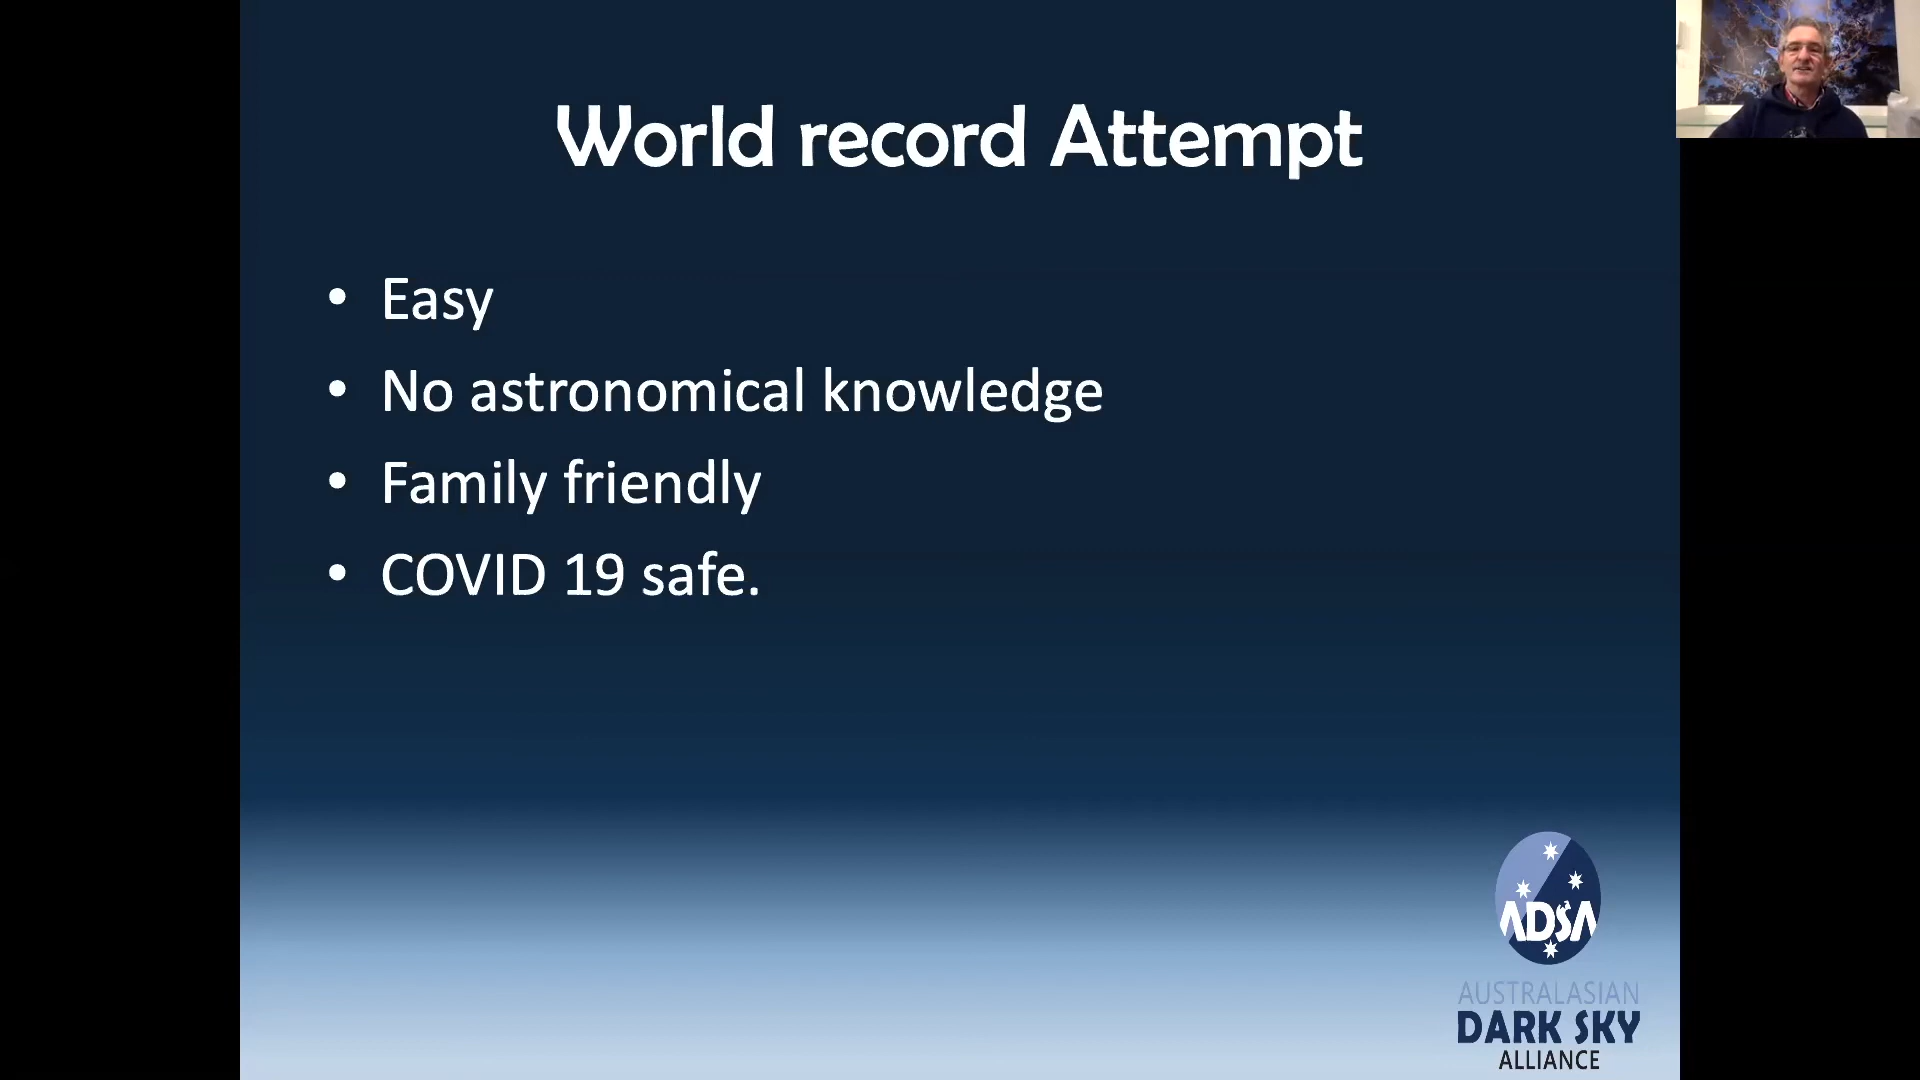 World record Attempt
• Easy
• No astronomical knowledge
• Family friendly
• COVID 19 safe.
ADSA
AUSTRALASIAN
DARK SKY
ALLIANCE